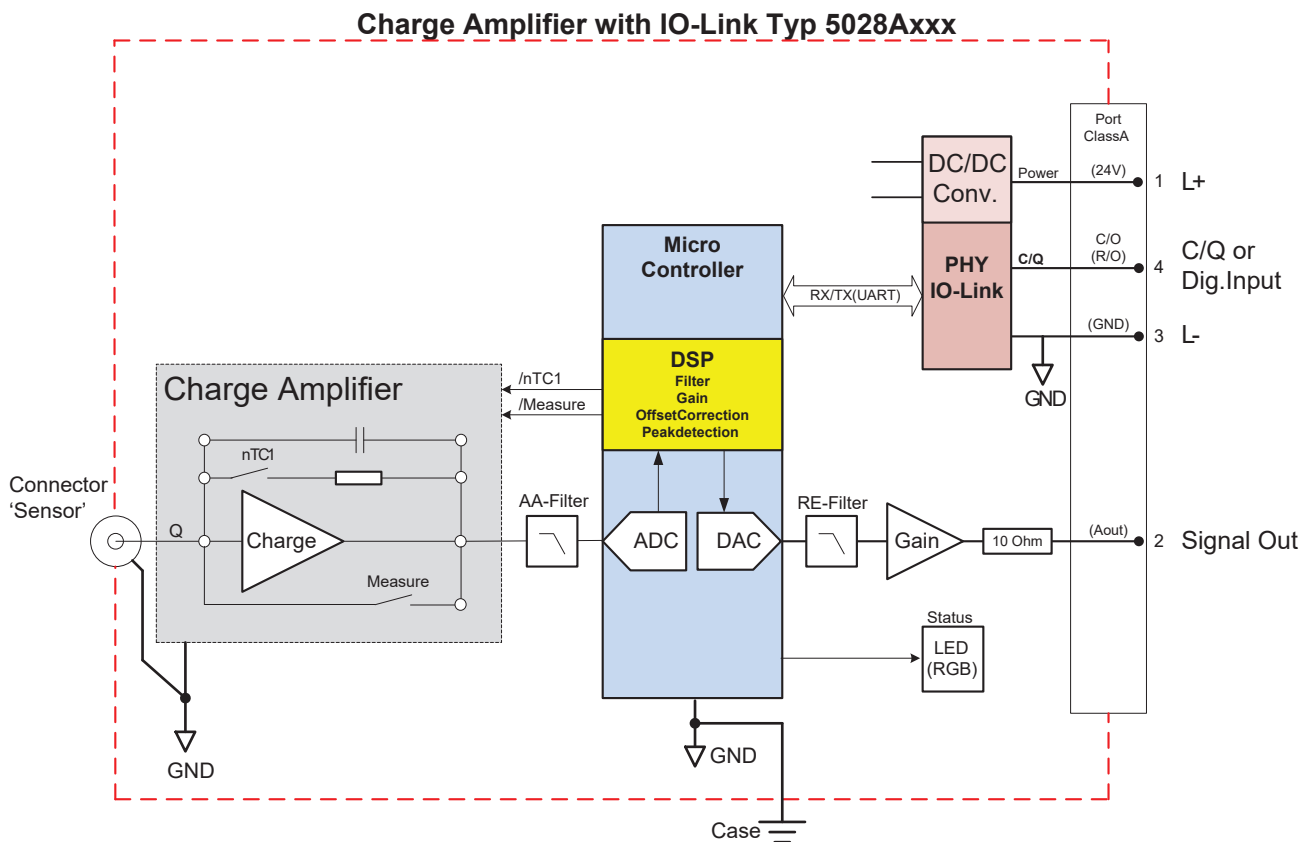 Charge Amplifier with IO-Link Typ 5028Axxx
Port
ClassA
DC/DC
Conv.
Power
(24V)
1 L+
Micro
Controller
RX/TX(UART)
PHY
IO-Link
C/Q
C/O
(R/O)
4
C/Q or
Dig.Input
(GND)
3 L-
GND
Charge Amplifier
/nTC1
/Measure
DSP
Filter
Gain
OffsetCorrection
Peakdetection
nTC1
Connector
'Sensor'
Q
Charge
Measure
AA-Filter
ADC
DAC
RE-Filter
Gain
10 Ohm
(Aout)
2 Signal Out
Status
LED
(RGB)
GND
GND
Case